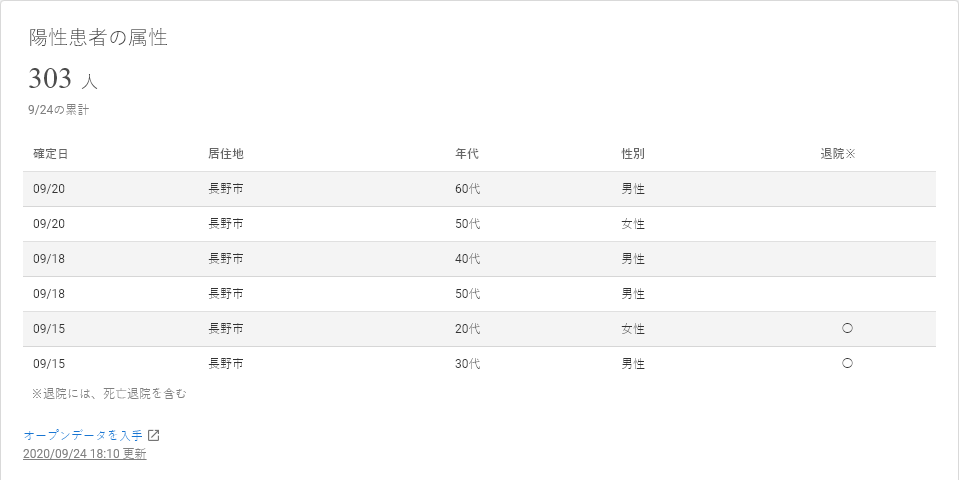 陽性患者の属性
303 人
9/24の累計
確定日 居住地 年代 性別 退院※
09/20 長野市 60代 男性
09/20 長野市 50代 女性
09/18 長野市 40代 男性
09/18 長野市 50代 男性
09/15 長野市 20代 女性 〇
09/15 長野市 30代 男性 〇
※退院には、死亡退院を含む
オープンデータを入手
2020/09/24 18:10 更新